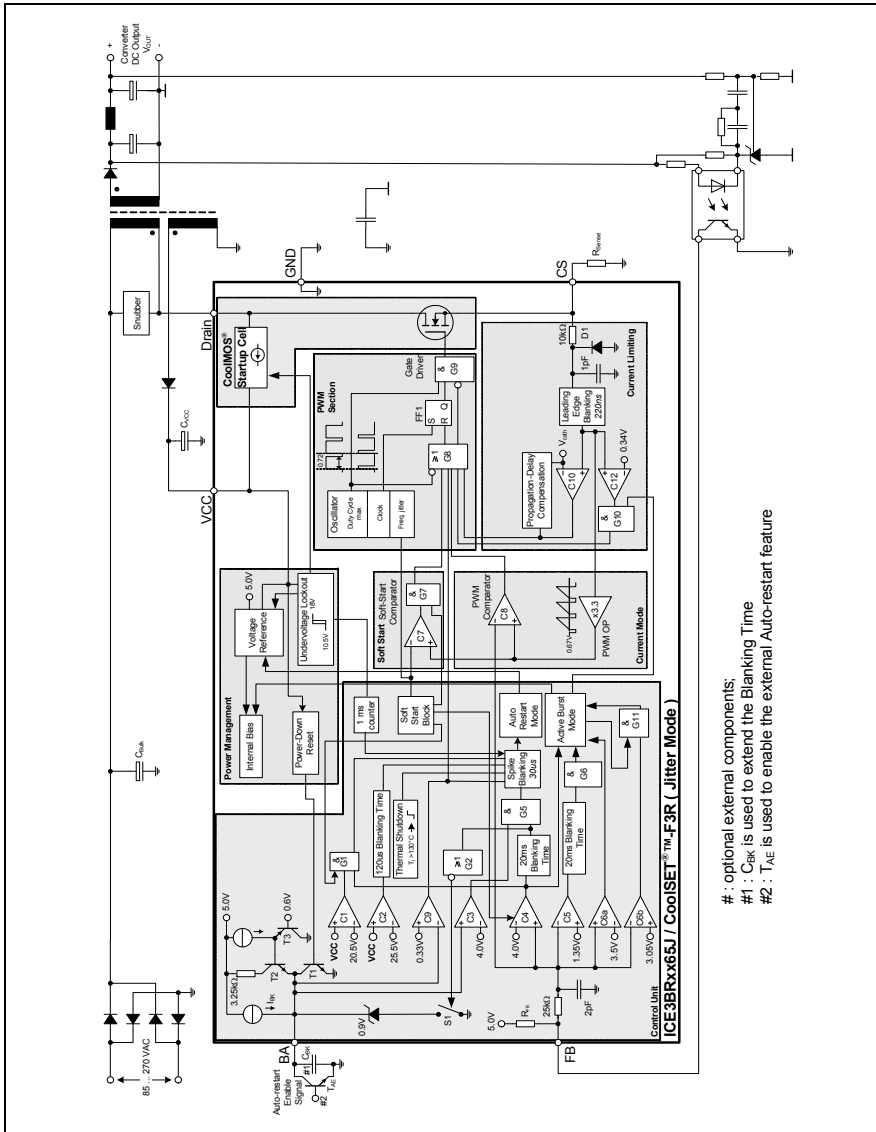 +
Converter
DC Output
VOUT
-
Snubber
CVCC
CBulk
85 ... 270 VAC
VCC
Drain
GND
CS
RSense
Power Management
Internal Bias
Voltage
Reference
5.0V
Power-Down
Reset
Undervoltage Lockout
18V
10.5V
CoolMOS®
Startup Cell
PWM
Section
Oscillator
Duty Cycle
max
Clock
Freq. jitter
0.72
Gate
Driver
FF1
S
R
Q
&
G9
≥1
G8
1 ms
counter
Soft
Start
Block
Soft Start
Soft-Start
Comparator
C7
&
G7
5.0V
3.25kΩ
IBK
T2
T3
0.6V
T1
0.9V
S1
BA
#1
CBK
Auto-restart
Enable
Signal
#2
TAE
VCC
20.5V
C1
&
G1
VCC
25.5V
C2
120us Blanking Time
Thermal Shutdown
Tj >130°C
0.33V
C9
4.0V
C3
≥1
G2
4.0V
C4
20ms
Blanking
Time
&
G5
Spike
Blanking
30us
Auto
Restart
Mode
1.35V
C5
20ms Blanking
Time
&
G6
Active Burst
Mode
3.5V
C6a
3.05V
C6b
&
G11
PWM
Comparator
C8
0.67V
x3.3
PWM OP
Current Mode
Propagation-Delay
Compensation
Vcsth
C10
Leading
Edge
Blanking
220ns
10kΩ
D1
1pF
C12
0.34V
&
G10
Current Limiting
FB
5.0V
RFB
25kΩ
2pF
Control Unit
ICE3BRxx65J / CoolSET®™-F3R ( Jitter Mode )
# : optional external components;
#1 : CBK is used to extend the Blanking Time
#2 : TAE is used to enable the external Auto-restart feature